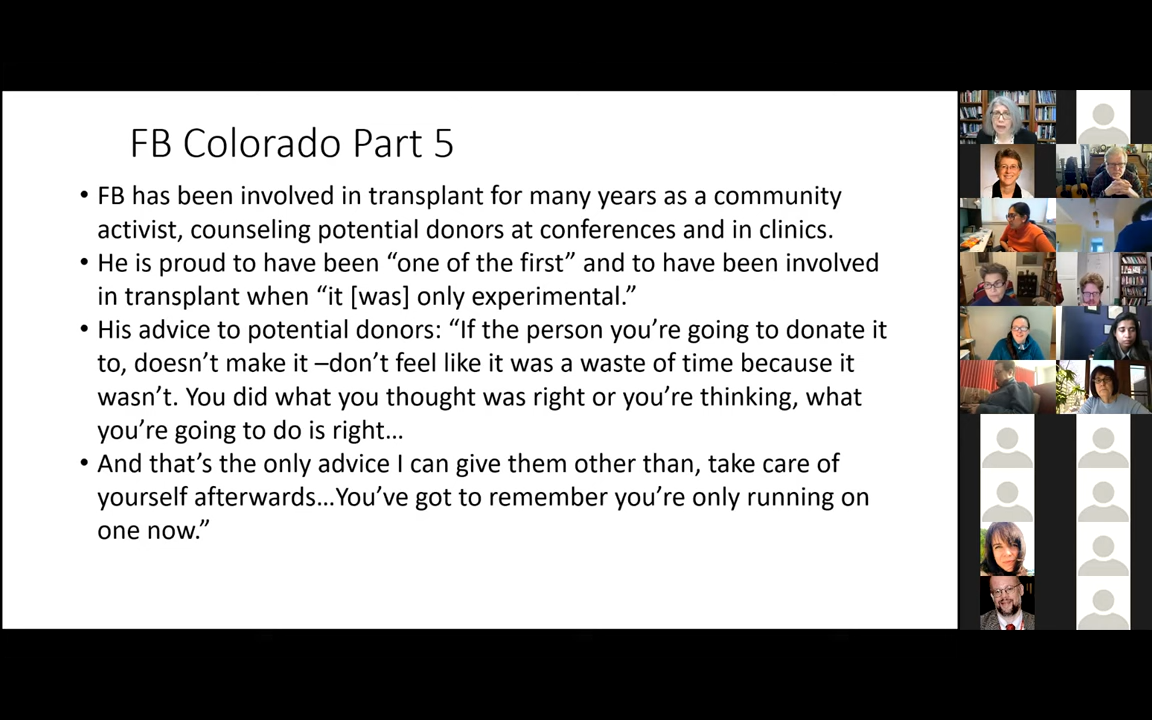 FB Colorado Part 5
• FB has been involved in transplant for many years as a community
activist, counseling potential donors at conferences and in clinics.
• He is proud to have been “one of the first” and to have been involved
in transplant when “it [was] only experimental.”
• His advice to potential donors: “If the person you’re going to donate it
to, doesn’t make it –don’t feel like it was a waste of time because it
wasn’t. You did what you thought was right or you’re thinking, what
you’re going to do is right…
• And that’s the only advice I can give them other than, take care of
yourself afterwards…You’ve got to remember you’re only running on
one now.”